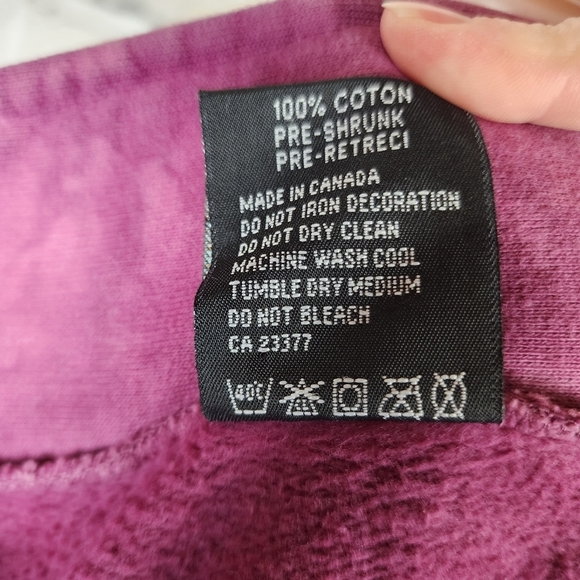 100% COTON
PRE-SHRUNK
PRE-RETRECI
MADE IN CANADA
DO NOT IRON DECORATION
DO NOT DRY CLEAN
MACHINE WASH COOL
TUMBLE DRY MEDIUM
DO NOT BLEACH
CA 23377
40C